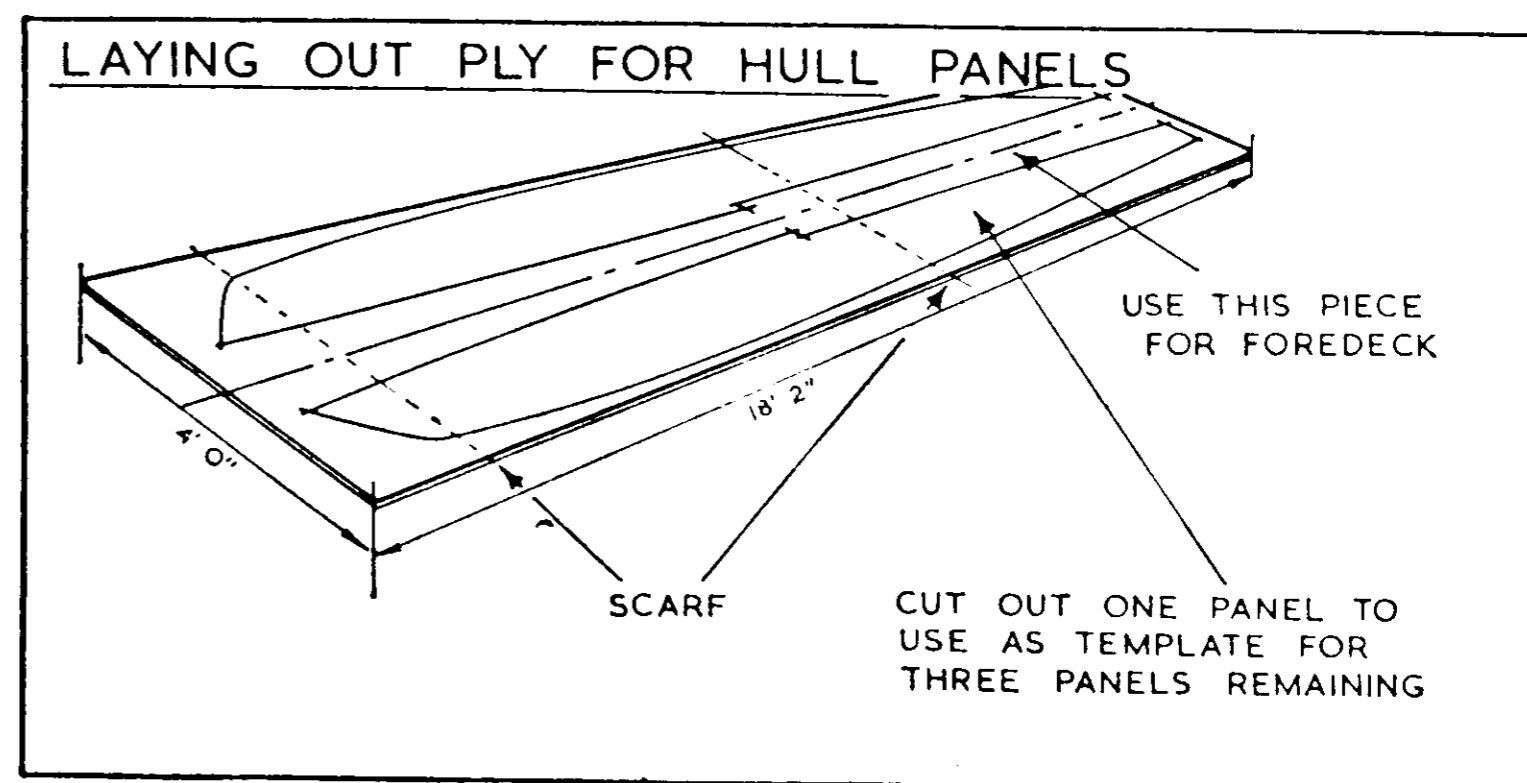 LAYING OUT PLY FOR HULL PANELS
USE THIS PIECE
FOR FOREDECK
18' 2"
4' 0"
SCARF
CUT OUT ONE PANEL TO
USE AS TEMPLATE FOR
THREE PANELS REMAINING